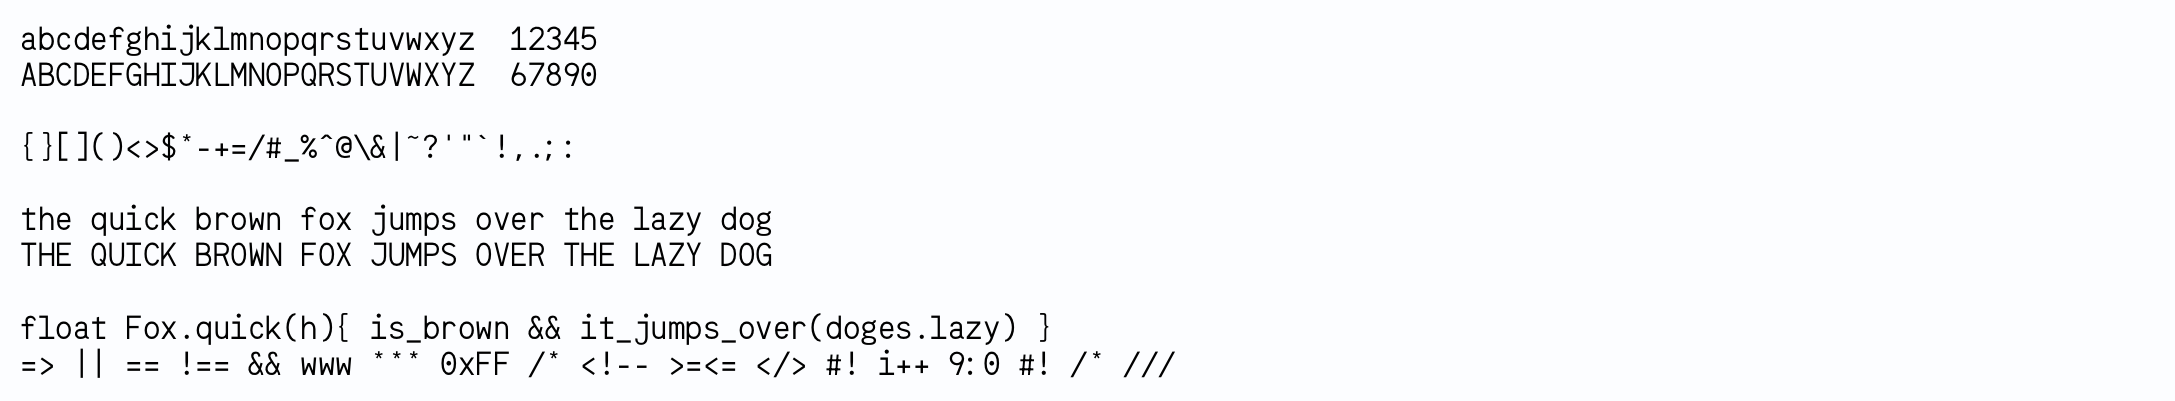 abcdefghijklmnopqrstuvwxyz  12345
ABCDEFGHIJKLMNOPQRSTUVWXYZ  67890
{}[]()<>$*-+=/#_%^@\&|~?'"`!,.;:
the quick brown fox jumps over the lazy dog
THE QUICK BROWN FOX JUMPS OVER THE LAZY DOG
float Fox.quick(h){ is_brown && it_jumps_over(doges.lazy) }
=> || == !== && www *** 0xFF /* <!-- >=<= </> #! i++ 9:0 #! /* ///